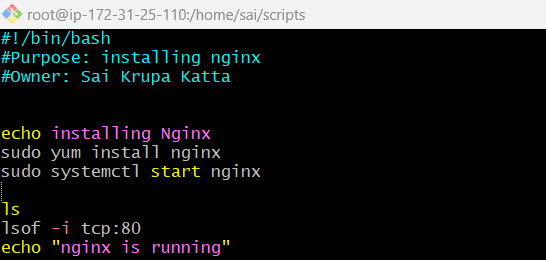 root@ip-172-31-25-110:/home/sai/scripts
#!/bin/bash
#Purpose: installing nginx
#Owner: Sai Krupa Katta
echo installing Nginx
sudo yum install nginx
sudo systemctl start nginx
ls
lsof -i tcp:80
echo "nginx is running"